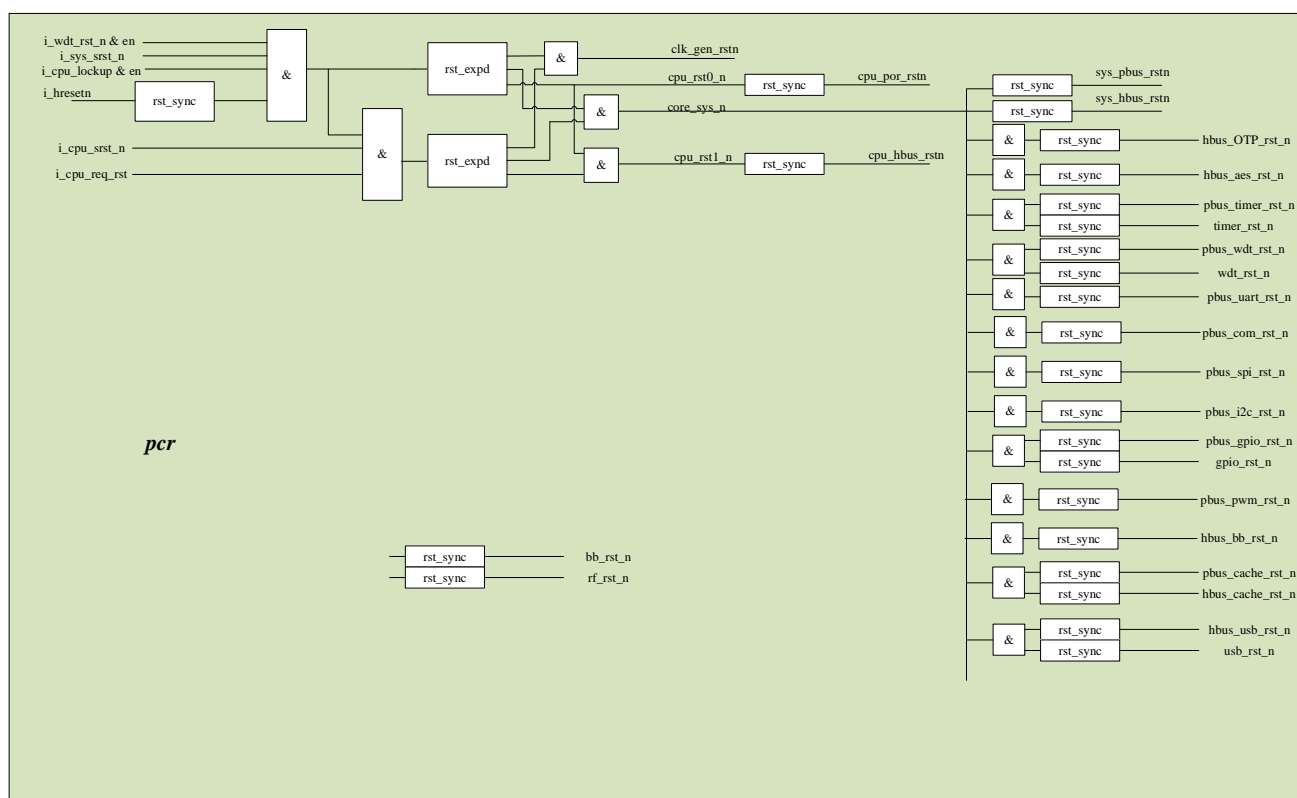 i_wdt_rst_n & en
i_sys_srst_n
i_cpu_lockup & en
i_hresetn
rst_sync
&
i_cpu_srst_n
i_cpu_req_rst
&
rst_expd
rst_expd
&
&
&
clk_gen_rstn
cpu_rst0_n
rst_sync
cpu_por_rstn
core_sys_n
cpu_rst1_n
rst_sync
cpu_hbus_rstn
rst_sync
sys_pbus_rstn
rst_sync
sys_hbus_rstn
& rst_sync hbus_OTP_rst_n
& rst_sync hbus_aes_rst_n
& rst_sync pbus_timer_rst_n
rst_sync timer_rst_n
& rst_sync pbus_wdt_rst_n
rst_sync wdt_rst_n
& rst_sync pbus_uart_rst_n
& rst_sync pbus_com_rst_n
& rst_sync pbus_spi_rst_n
& rst_sync pbus_i2c_rst_n
& rst_sync pbus_gpio_rst_n
rst_sync gpio_rst_n
& rst_sync pbus_pwm_rst_n
& rst_sync hbus_bb_rst_n
& rst_sync pbus_cache_rst_n
rst_sync hbus_cache_rst_n
& rst_sync hbus_usb_rst_n
rst_sync usb_rst_n
pcr
rst_sync bb_rst_n
rst_sync rf_rst_n